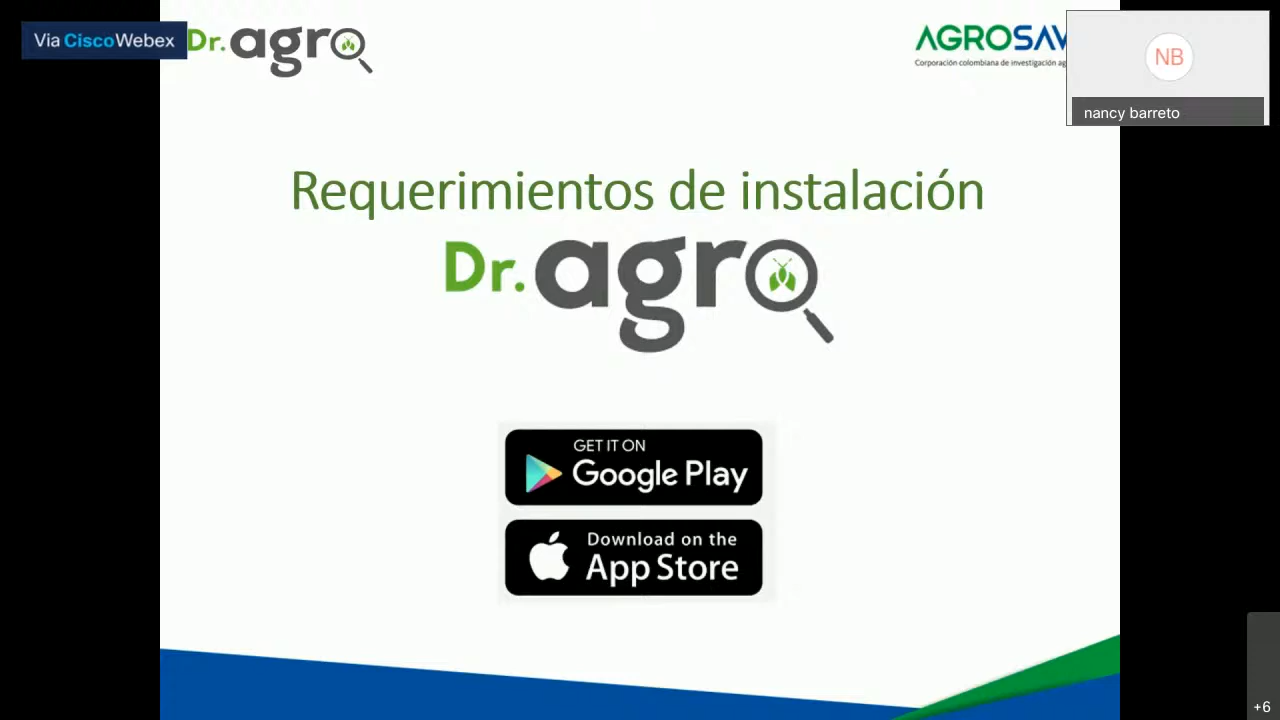 Via CiscoWebex
Dr. agro
AGROSAV
Corporación colombiana de investigación ag
NB
nancy barreto
Requerimientos de instalación
Dr. agro
GET IT ON
Google Play
Download on the
App Store
+6